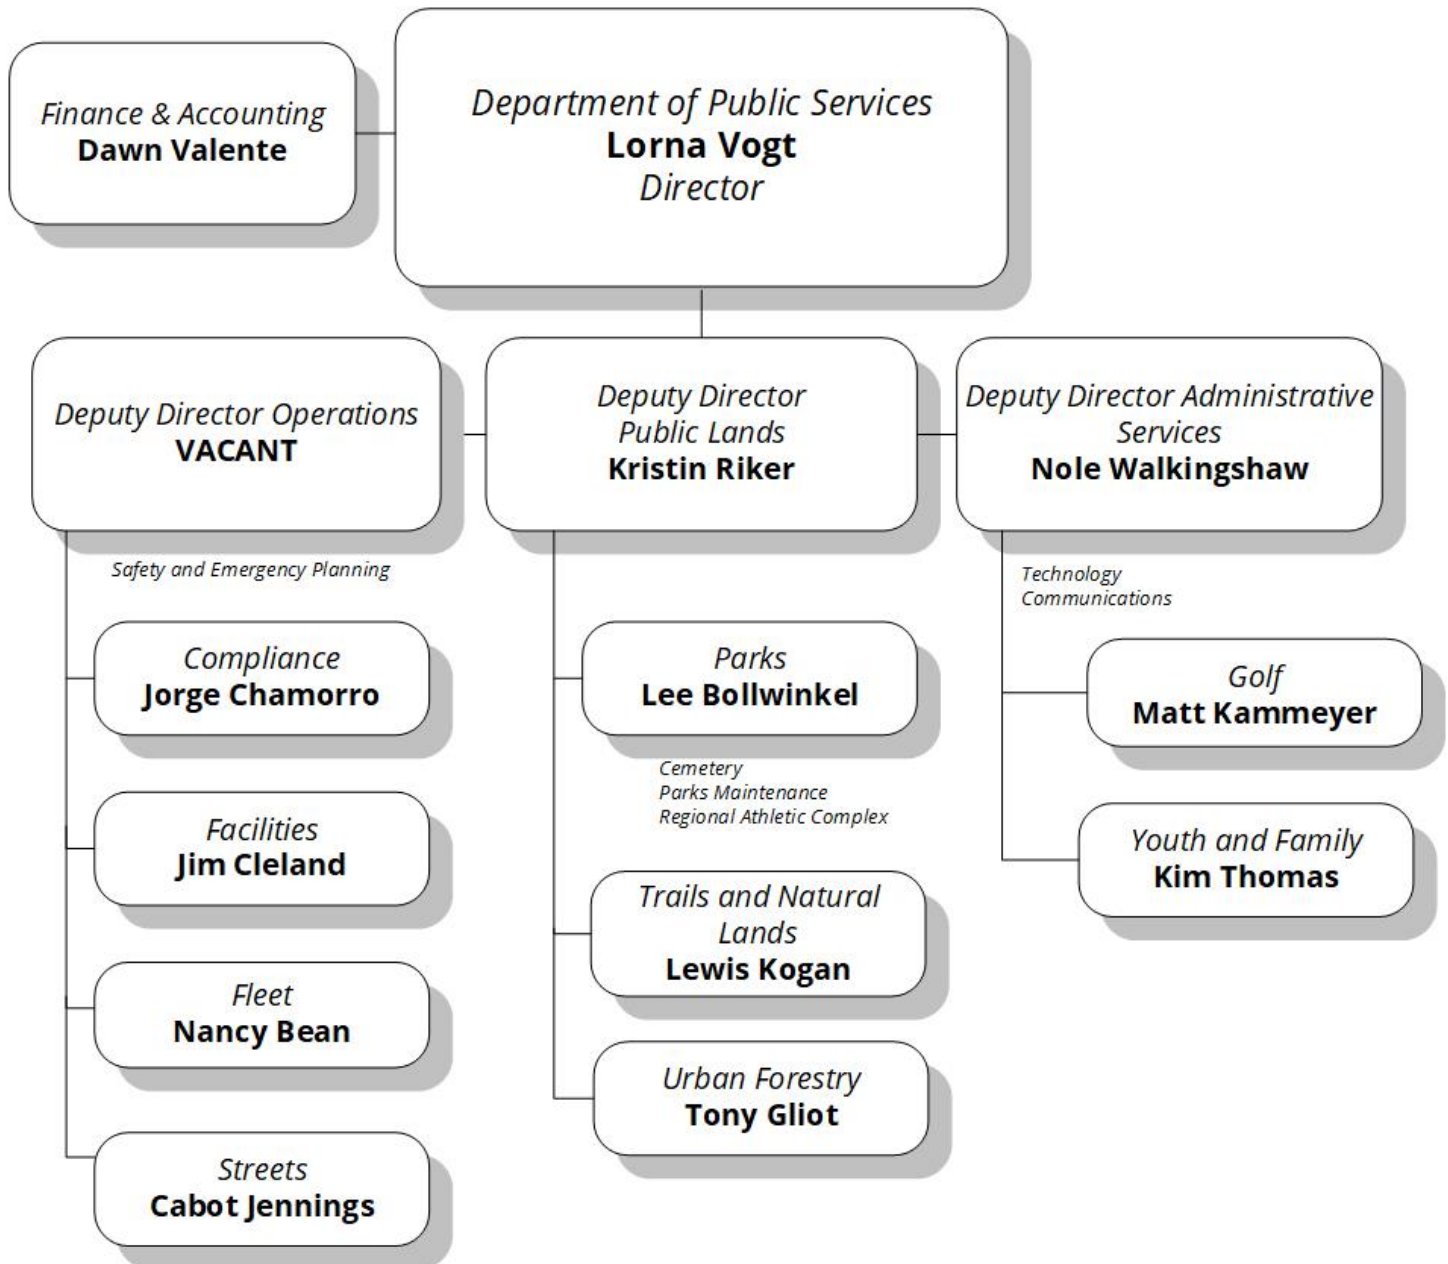 Finance & Accounting
Dawn Valente
Department of Public Services
Lorna Vogt
Director
Deputy Director Operations
VACANT
Safety and Emergency Planning
Compliance
Jorge Chamorro
Facilities
Jim Cleland
Fleet
Nancy Bean
Streets
Cabot Jennings
Deputy Director
Public Lands
Kristin Riker
Parks
Lee Bollwinkel
Cemetery
Parks Maintenance
Regional Athletic Complex
Trails and Natural
Lands
Lewis Kogan
Urban Forestry
Tony Gliot
Deputy Director Administrative
Services
Nole Walkingshaw
Technology
Communications
Golf
Matt Kammeyer
Youth and Family
Kim Thomas